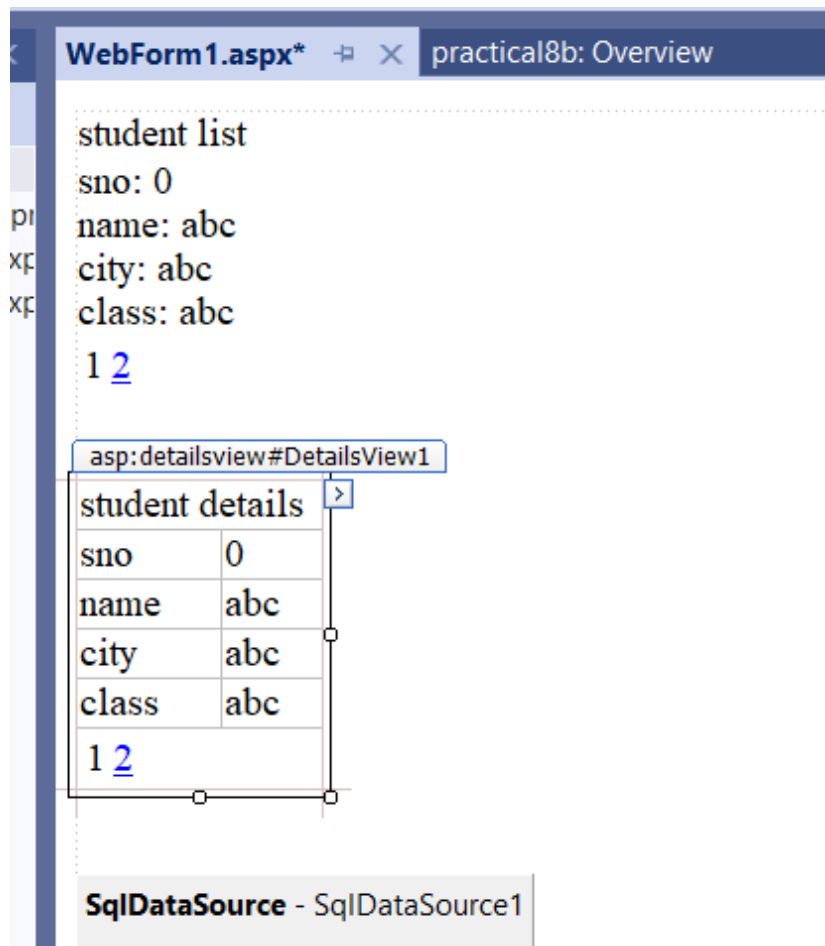 WebForm1.aspx* practical8b: Overview
student list
sno: 0
name: abc
city: abc
class: abc
1 2
asp:detailsview#DetailsView1
student details
sno 0
name abc
city abc
class abc
1 2
SqlDataSource - SqlDataSource1